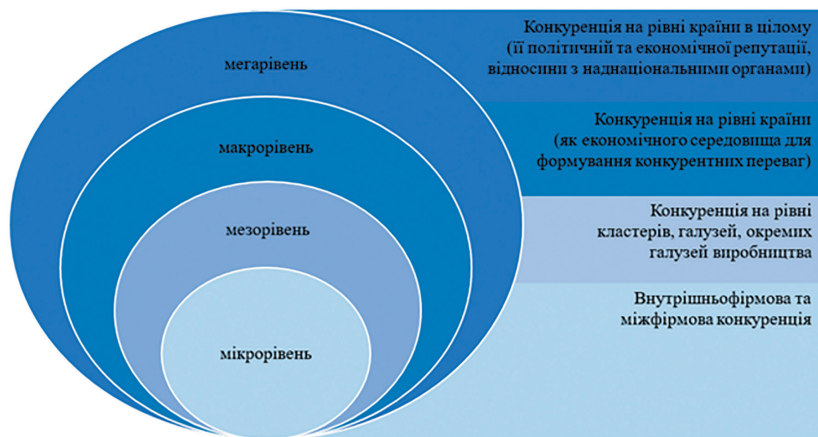 мегарівень
Конкуренція на рівні країни в цілому
(її політичній та економічної репутації,
відносини з наднаціональними органами)
макрорівень
Конкуренція на рівні країни
(як економічного середовища для
формування конкурентних переваг)
мезорівень
Конкуренція на рівні
кластерів, галузей, окремих
галузей виробництва
мікрорівень
Внутрішньофірмова та
міжфірмова конкуренція